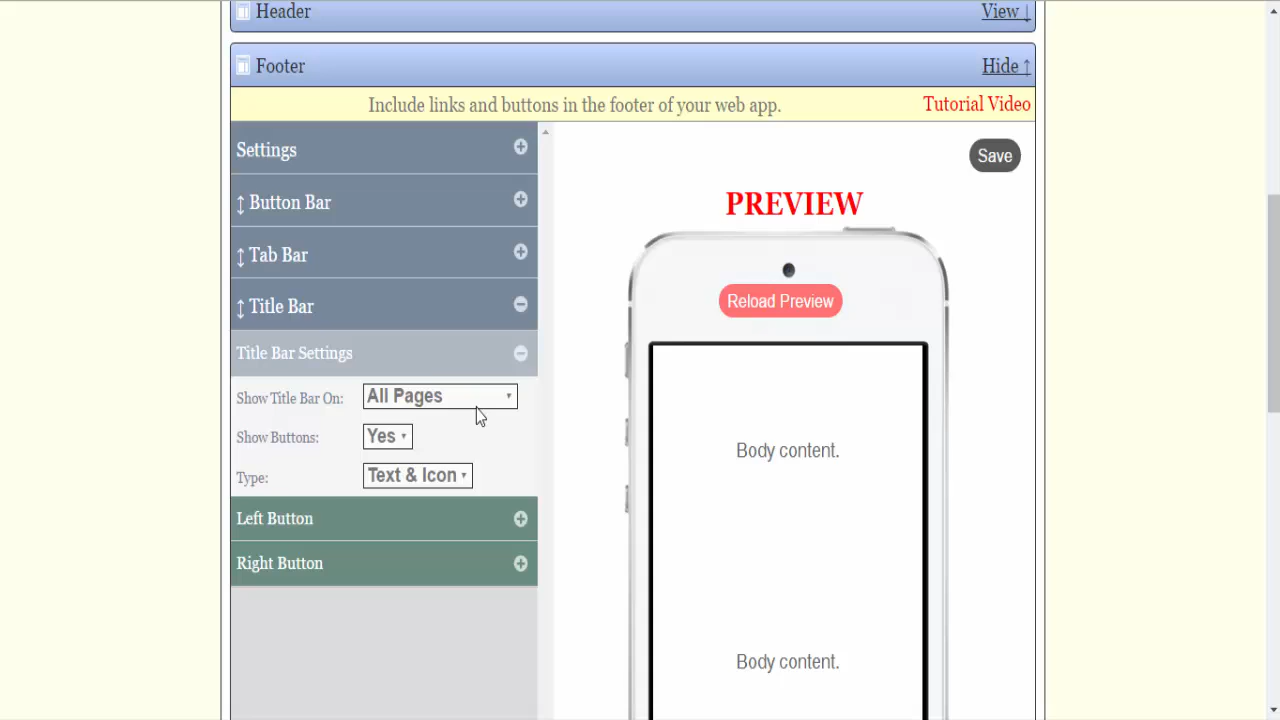 Header View ↓
Footer Hide ↑
Include links and buttons in the footer of your web app. Tutorial Video
Settings
Save
↕ Button Bar
PREVIEW
↕ Tab Bar
↕ Title Bar
Reload Preview
Title Bar Settings
Show Title Bar On: All Pages
Show Buttons: Yes
Body content.
Type: Text & Icon
Left Button
Right Button
Body content.